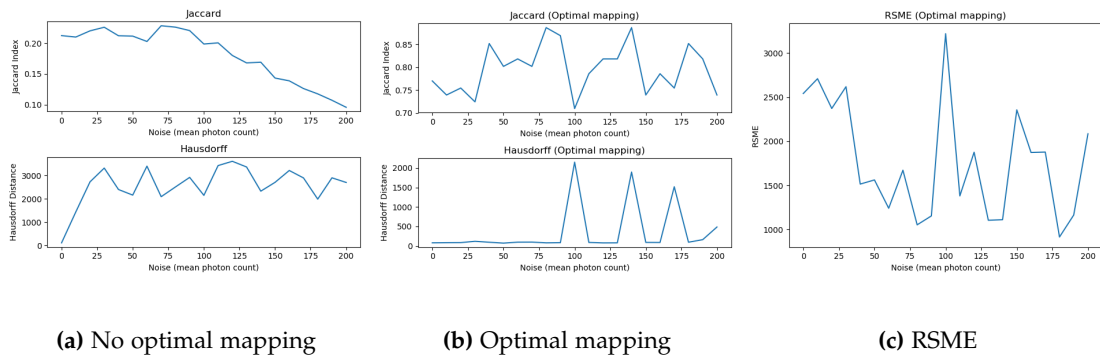 Jaccard
Jaccard Index
0.20
0.15
0.10
0 25 50 75 100 125 150 175 200
Noise (mean photon count)
Hausdorff
Hausdorff Distance
3000
2000
1000
0
0 25 50 75 100 125 150 175 200
Noise (mean photon count)
Jaccard (Optimal mapping)
Jaccard Index
0.85
0.80
0.75
0.70
0 25 50 75 100 125 150 175 200
Noise (mean photon count)
Hausdorff (Optimal mapping)
Hausdorff Distance
2000
1500
1000
500
0
0 25 50 75 100 125 150 175 200
Noise (mean photon count)
RSME (Optimal mapping)
RSME
3000
2500
2000
1500
1000
0 25 50 75 100 125 150 175 200
Noise (mean photon count)
(a) No optimal mapping
(b) Optimal mapping
(c) RSME